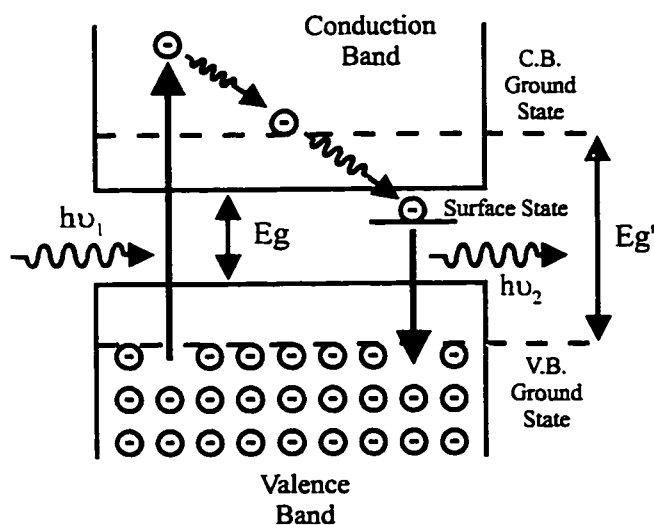 Conduction
Band
C.B.
Ground
State
hυ₁
Eg
Surface State
Eg'
hυ₂
V.B.
Ground
State
Valence
Band